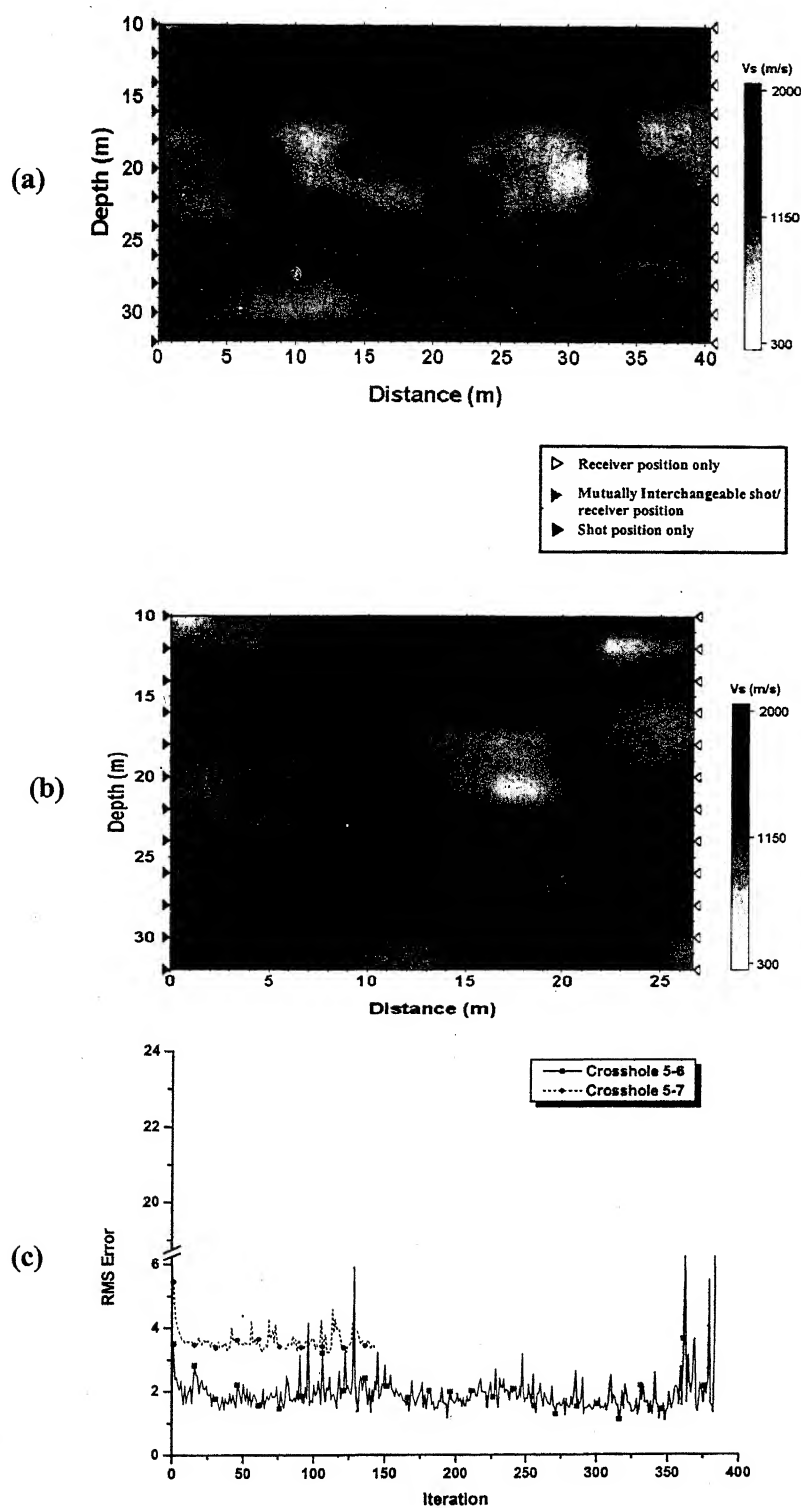 (a)
Depth (m)
10
15
20
25
30
0 5 10 15 20 25 30 35 40
Distance (m)
Vs (m/s)
2000
1150
300
Receiver position only
Mutually Interchangeable shot/
receiver position
Shot position only
(b)
Depth (m)
10
15
20
25
30
0 5 10 15 20 25
Distance (m)
Vs (m/s)
2000
1150
300
(c)
RMS Error
24
22
20
6
4
2
0
Crosshole 5-6
Crosshole 5-7
0 50 100 150 200 250 300 350 400
Iteration